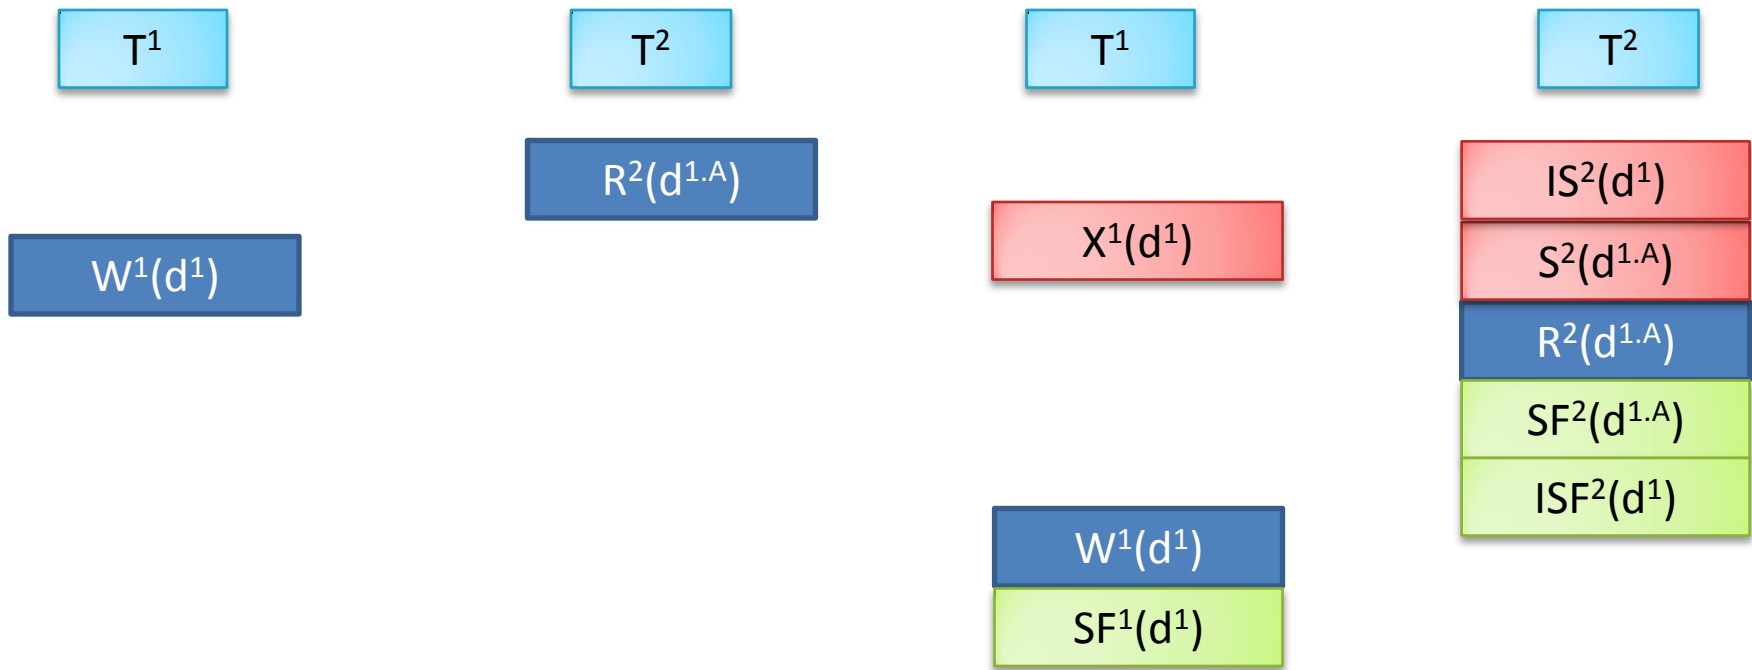 T¹
T²
T¹
T²
R²(d¹·ᴬ)
IS²(d¹)
X¹(d¹)
S²(d¹·ᴬ)
W¹(d¹)
R²(d¹·ᴬ)
SF²(d¹·ᴬ)
ISF²(d¹)
W¹(d¹)
SF¹(d¹)